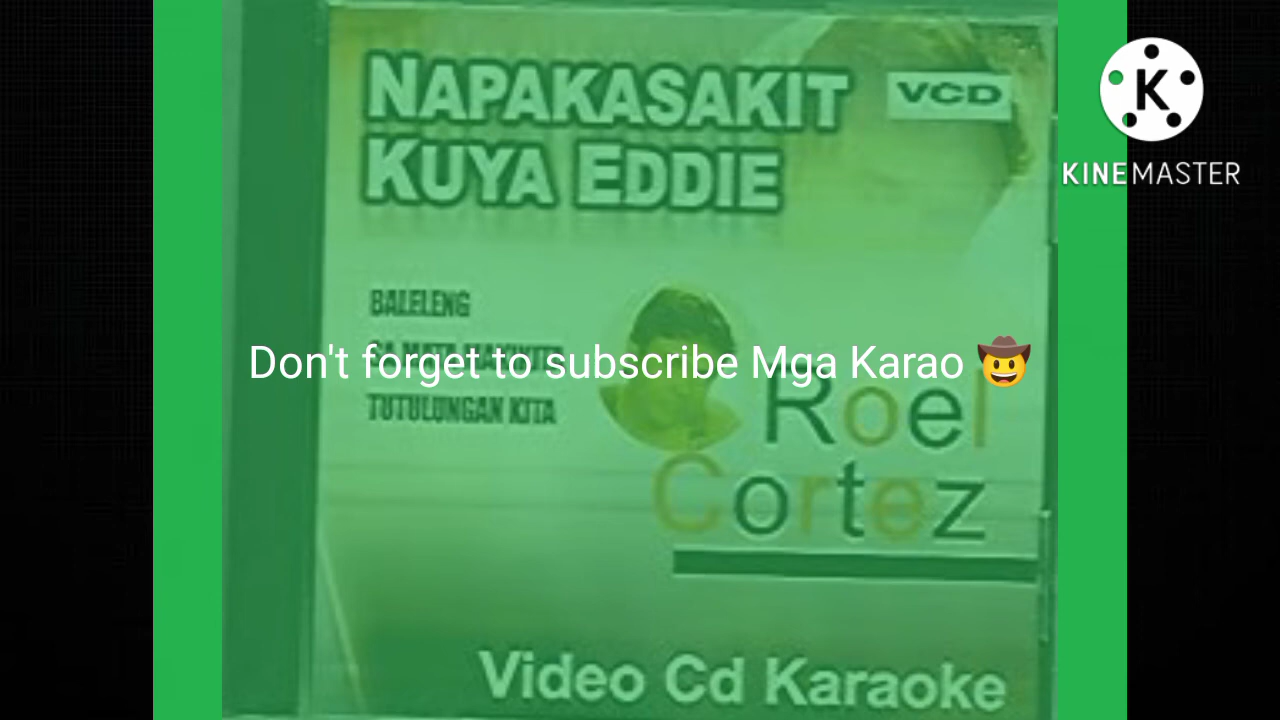 NAPAKASAKIT
VCD
KUYA EDDIE
KINEMASTER
BALELENG
Don't forget to subscribe Mga Karao 🤠
TUTULUNGAN KITA
Roel
Cortez
Video Cd Karaoke